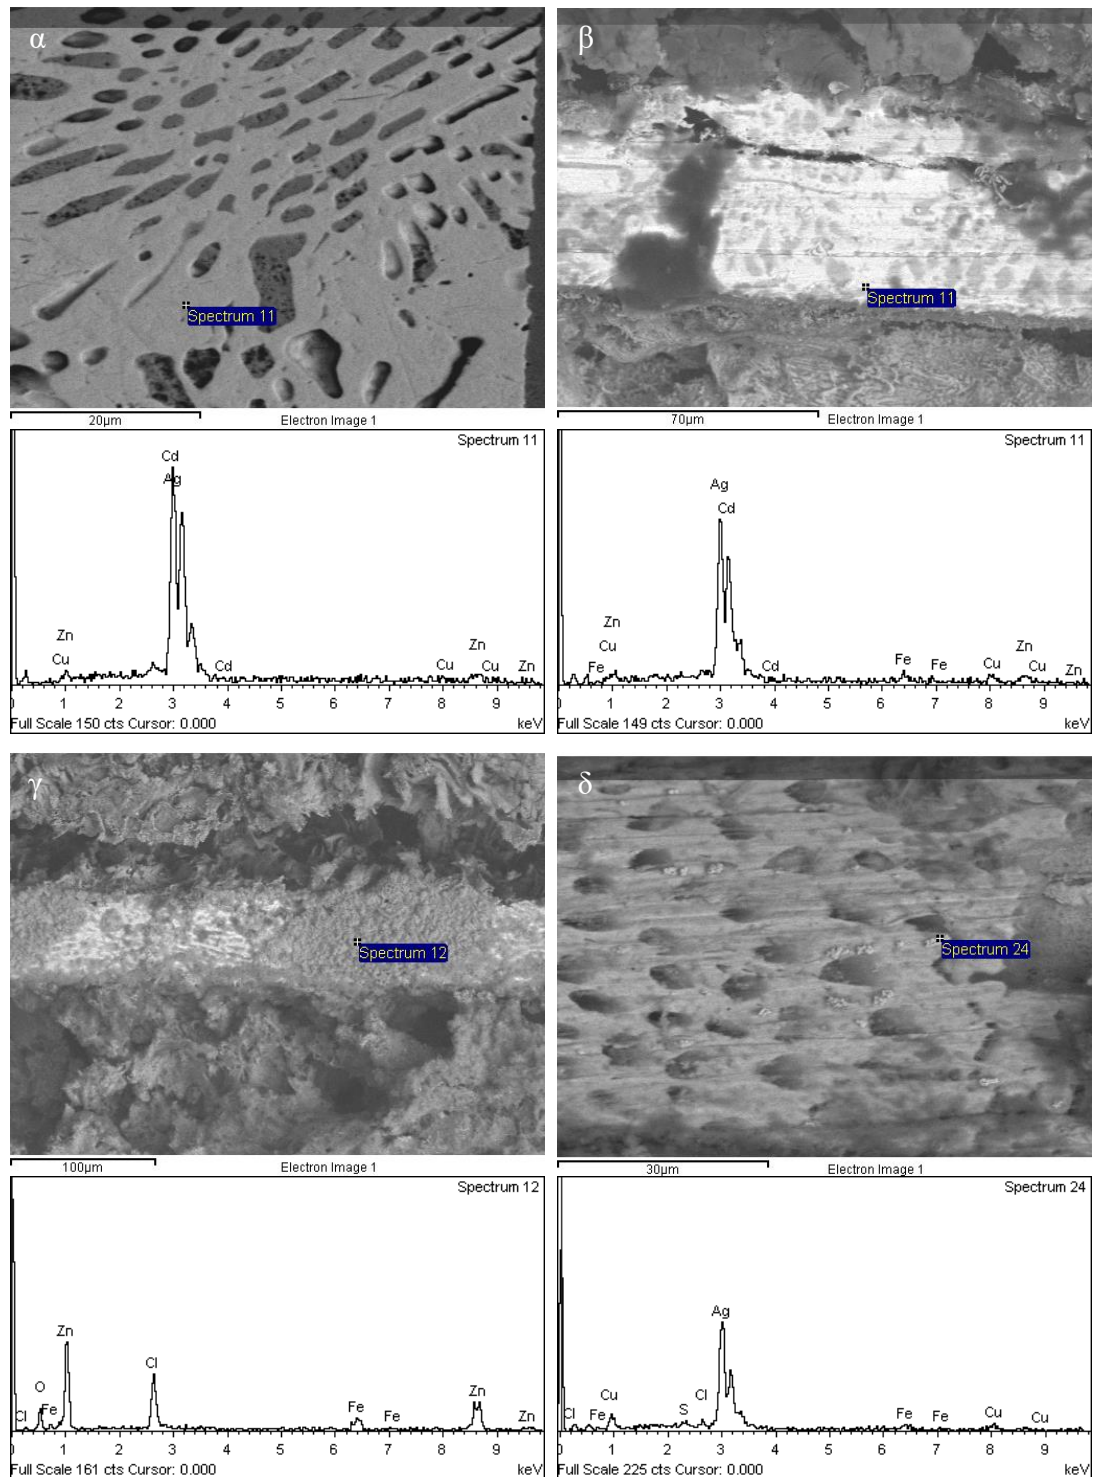 α
Spectrum 11
20µm Electron Image 1
Spectrum 11
Cd
Ag
Zn
Cu
Cd
Zn
Cu
Cu
Zn
0 1 2 3 4 5 6 7 8 9
Full Scale 150 cts Cursor: 0.000 keV
β
Spectrum 11
70µm Electron Image 1
Spectrum 11
Ag
Cd
Zn
Cu
Fe
Cd
Fe
Fe
Cu
Zn
Cu
Zn
0 1 2 3 4 5 6 7 8 9
Full Scale 149 cts Cursor: 0.000 keV
γ
Spectrum 12
100µm Electron Image 1
Spectrum 12
Zn
Cl
O
Fe
Cl
Fe
Fe
Zn
Zn
0 1 2 3 4 5 6 7 8 9
Full Scale 161 cts Cursor: 0.000 keV
δ
Spectrum 24
30µm Electron Image 1
Spectrum 24
Ag
Cu
Cl
S
Cl
Fe
Fe
Fe
Cu
Cu
0 1 2 3 4 5 6 7 8 9
Full Scale 225 cts Cursor: 0.000 keV